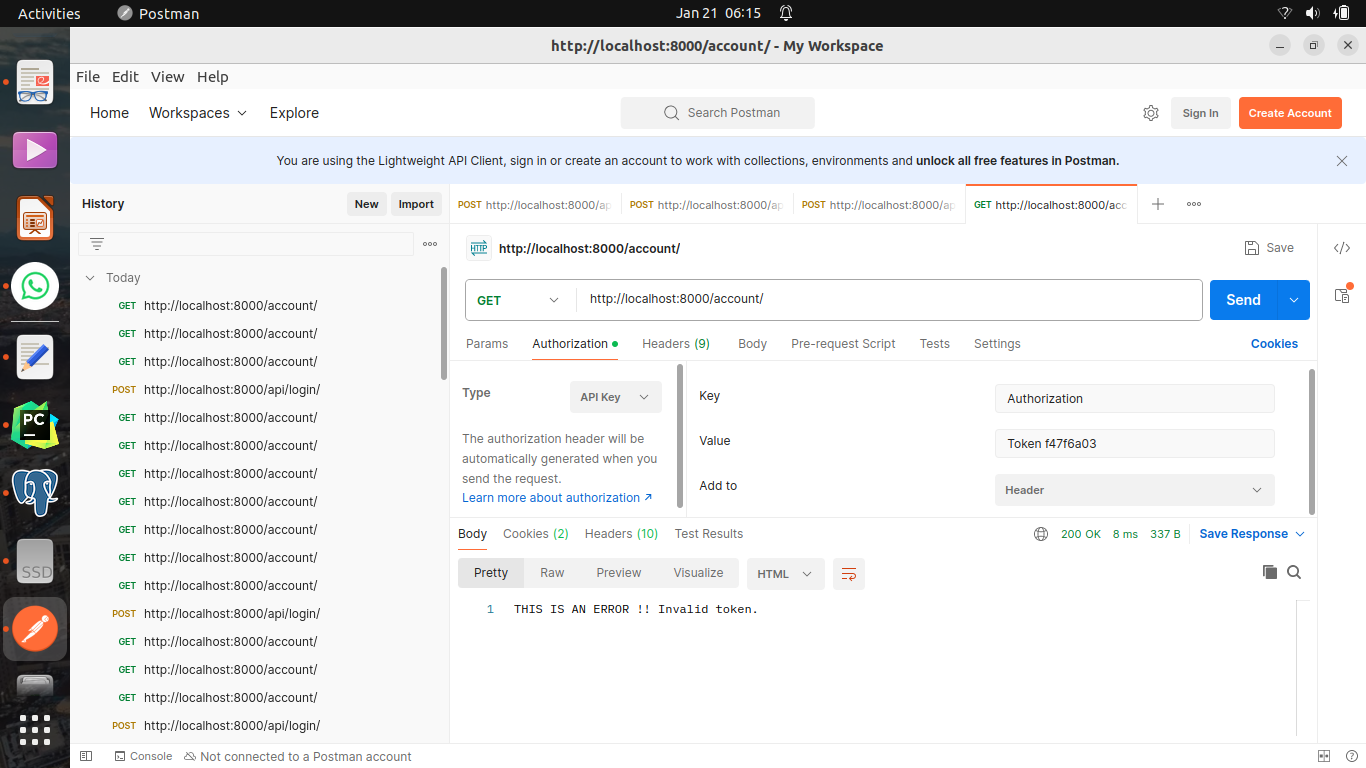 Activities
Postman
Jan 21 06:15
http://localhost:8000/account/ - My Workspace
File Edit View Help
Home Workspaces Explore
Search Postman
Sign In
Create Account
You are using the Lightweight API Client, sign in or create an account to work with collections, environments and unlock all free features in Postman.
History
New
Import
POST http://localhost:8000/ap
POST http://localhost:8000/ap
POST http://localhost:8000/ap
GET http://localhost:8000/acc
Today
GET http://localhost:8000/account/
GET http://localhost:8000/account/
GET http://localhost:8000/account/
POST http://localhost:8000/api/login/
GET http://localhost:8000/account/
GET http://localhost:8000/account/
GET http://localhost:8000/account/
GET http://localhost:8000/account/
GET http://localhost:8000/account/
GET http://localhost:8000/account/
GET http://localhost:8000/account/
POST http://localhost:8000/api/login/
GET http://localhost:8000/account/
GET http://localhost:8000/account/
GET http://localhost:8000/account/
POST http://localhost:8000/api/login/
HTTP http://localhost:8000/account/
Save
GET http://localhost:8000/account/
Send
Params Authorization Headers (9) Body Pre-request Script Tests Settings
Cookies
Type
API Key
The authorization header will be
automatically generated when you
send the request.
Learn more about authorization ↗
Key
Authorization
Value
Token f47f6a03
Add to
Header
Body Cookies (2) Headers (10) Test Results
200 OK 8 ms 337 B
Save Response
Pretty Raw Preview Visualize
HTML
1 THIS IS AN ERROR !! Invalid token.
PC
SSD
Console
Not connected to a Postman account